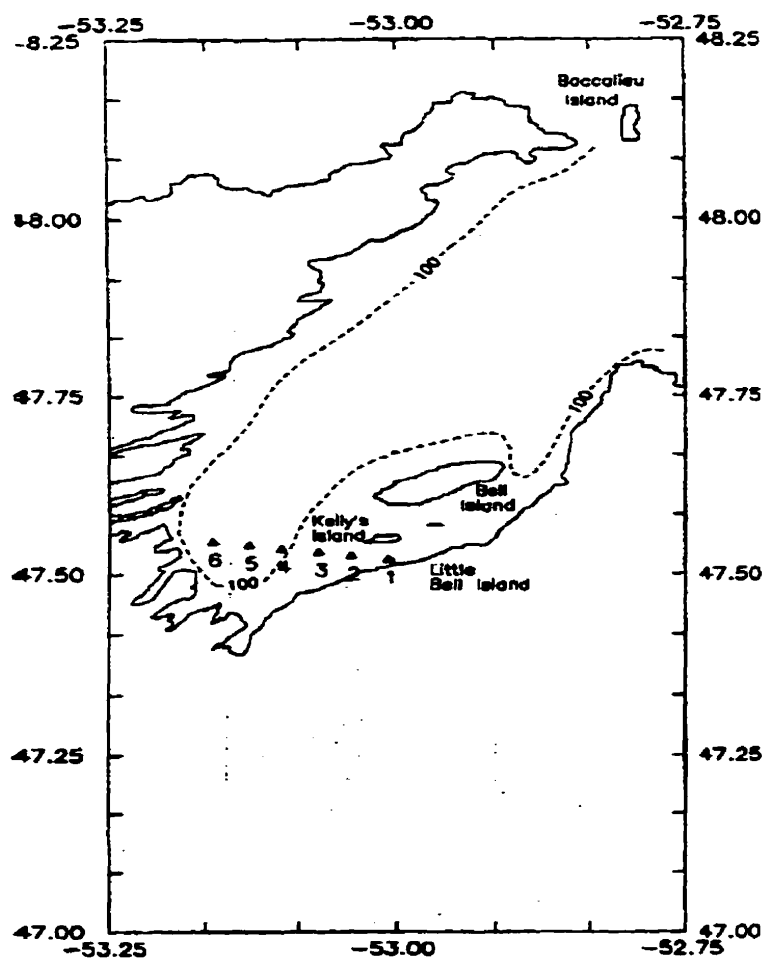 -53.25 -53.00 -52.75
-8.25 48.25
Baccalieu
Island
48.00 48.00
100
47.75 47.75
100
Bell
Island
Kelly's
Island
6 5 4 3 2 1
47.50 47.50
100
Little
Bell Island
47.25 47.25
47.00 47.00
-53.25 -53.00 -52.75